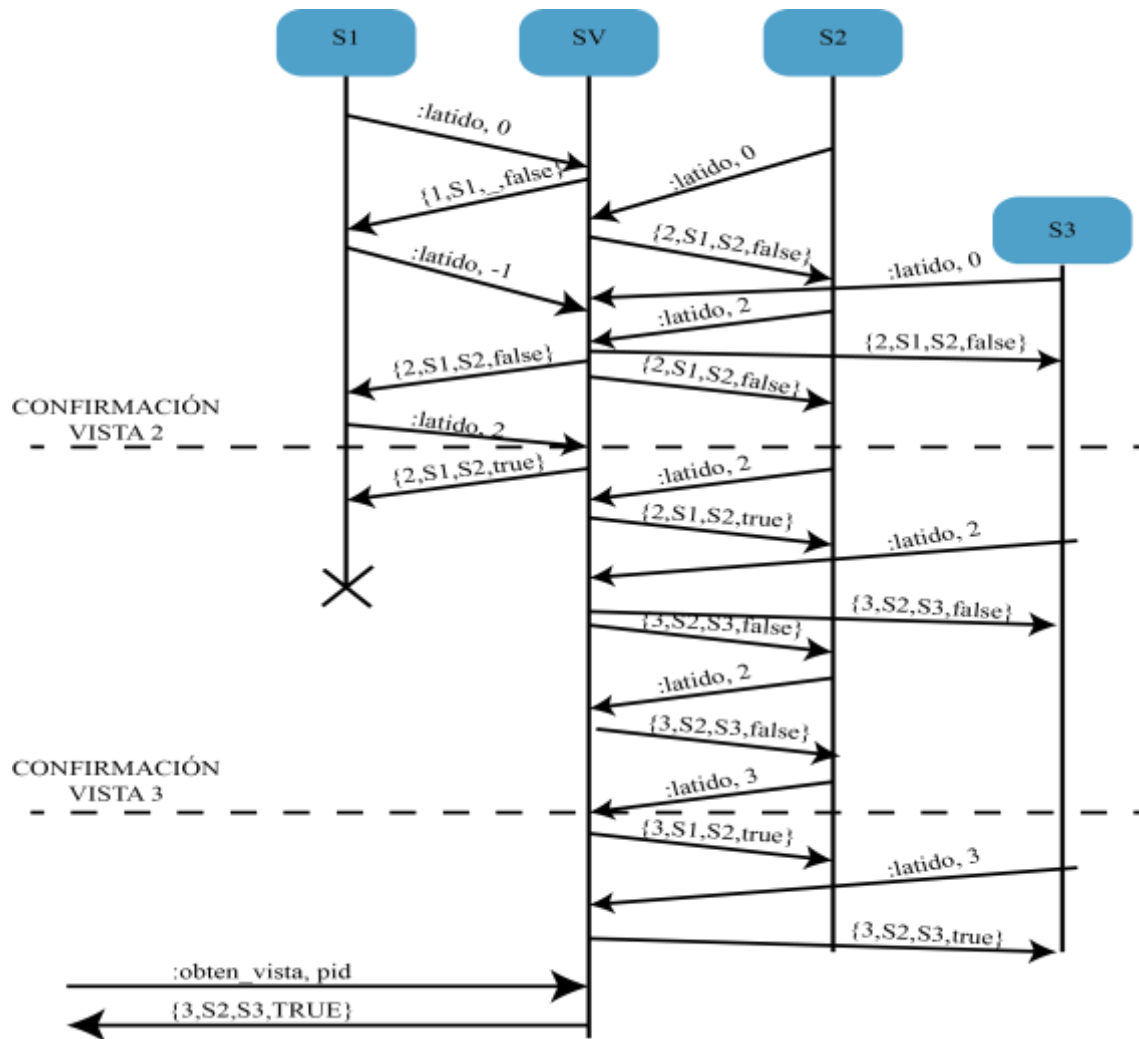 S1
SV
S2
:latido, 0
:latido, 0
{1,S1,_,false}
S3
{2,S1,S2,false}
:latido, -1
:latido, 0
:latido, 2
{2,S1,S2,false}
{2,S1,S2,false}
{2,S1,S2,false}
CONFIRMACIÓN
VISTA 2
:latido, 2
{2,S1,S2,true}
:latido, 2
{2,S1,S2,true}
:latido, 2
{3,S2,S3,false}
{3,S2,S3,false}
:latido, 2
{3,S2,S3,false}
CONFIRMACIÓN
VISTA 3
:latido, 3
{3,S1,S2,true}
:latido, 3
{3,S2,S3,true}
:obten_vista, pid
{3,S2,S3,TRUE}